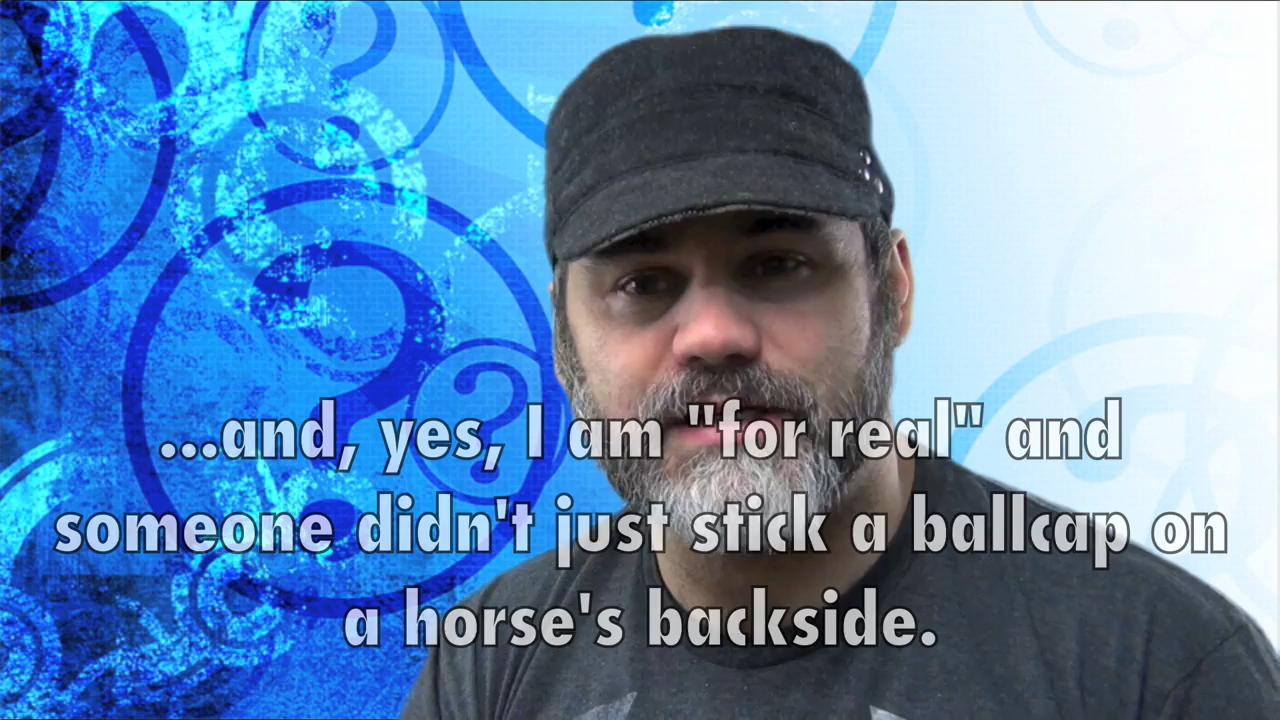 ...and, yes, I am "for real" and
someone didn't just stick a ballcap on
a horse's backside.